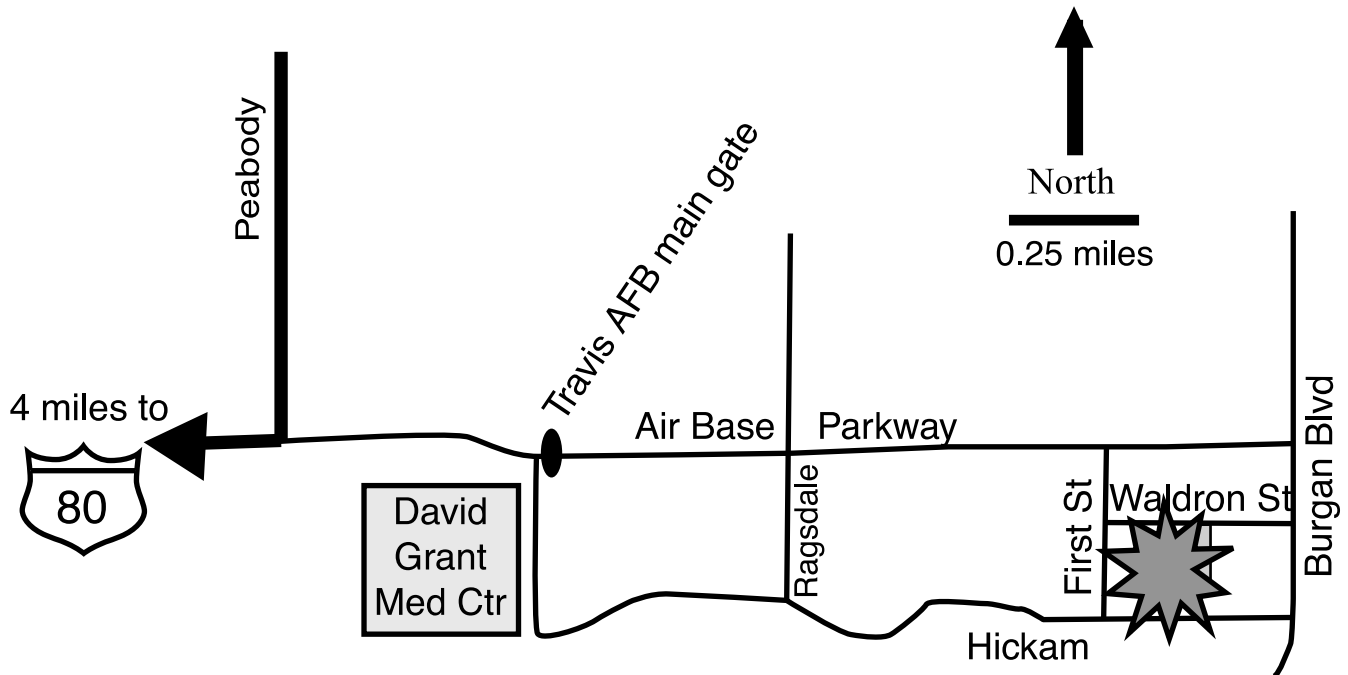 Peabody
Travis AFB main gate
North
0.25 miles
4 miles to
80
Air Base Parkway
David
Grant
Med Ctr
Ragsdale
First St
Waldron St
Burgan Blvd
Hickam